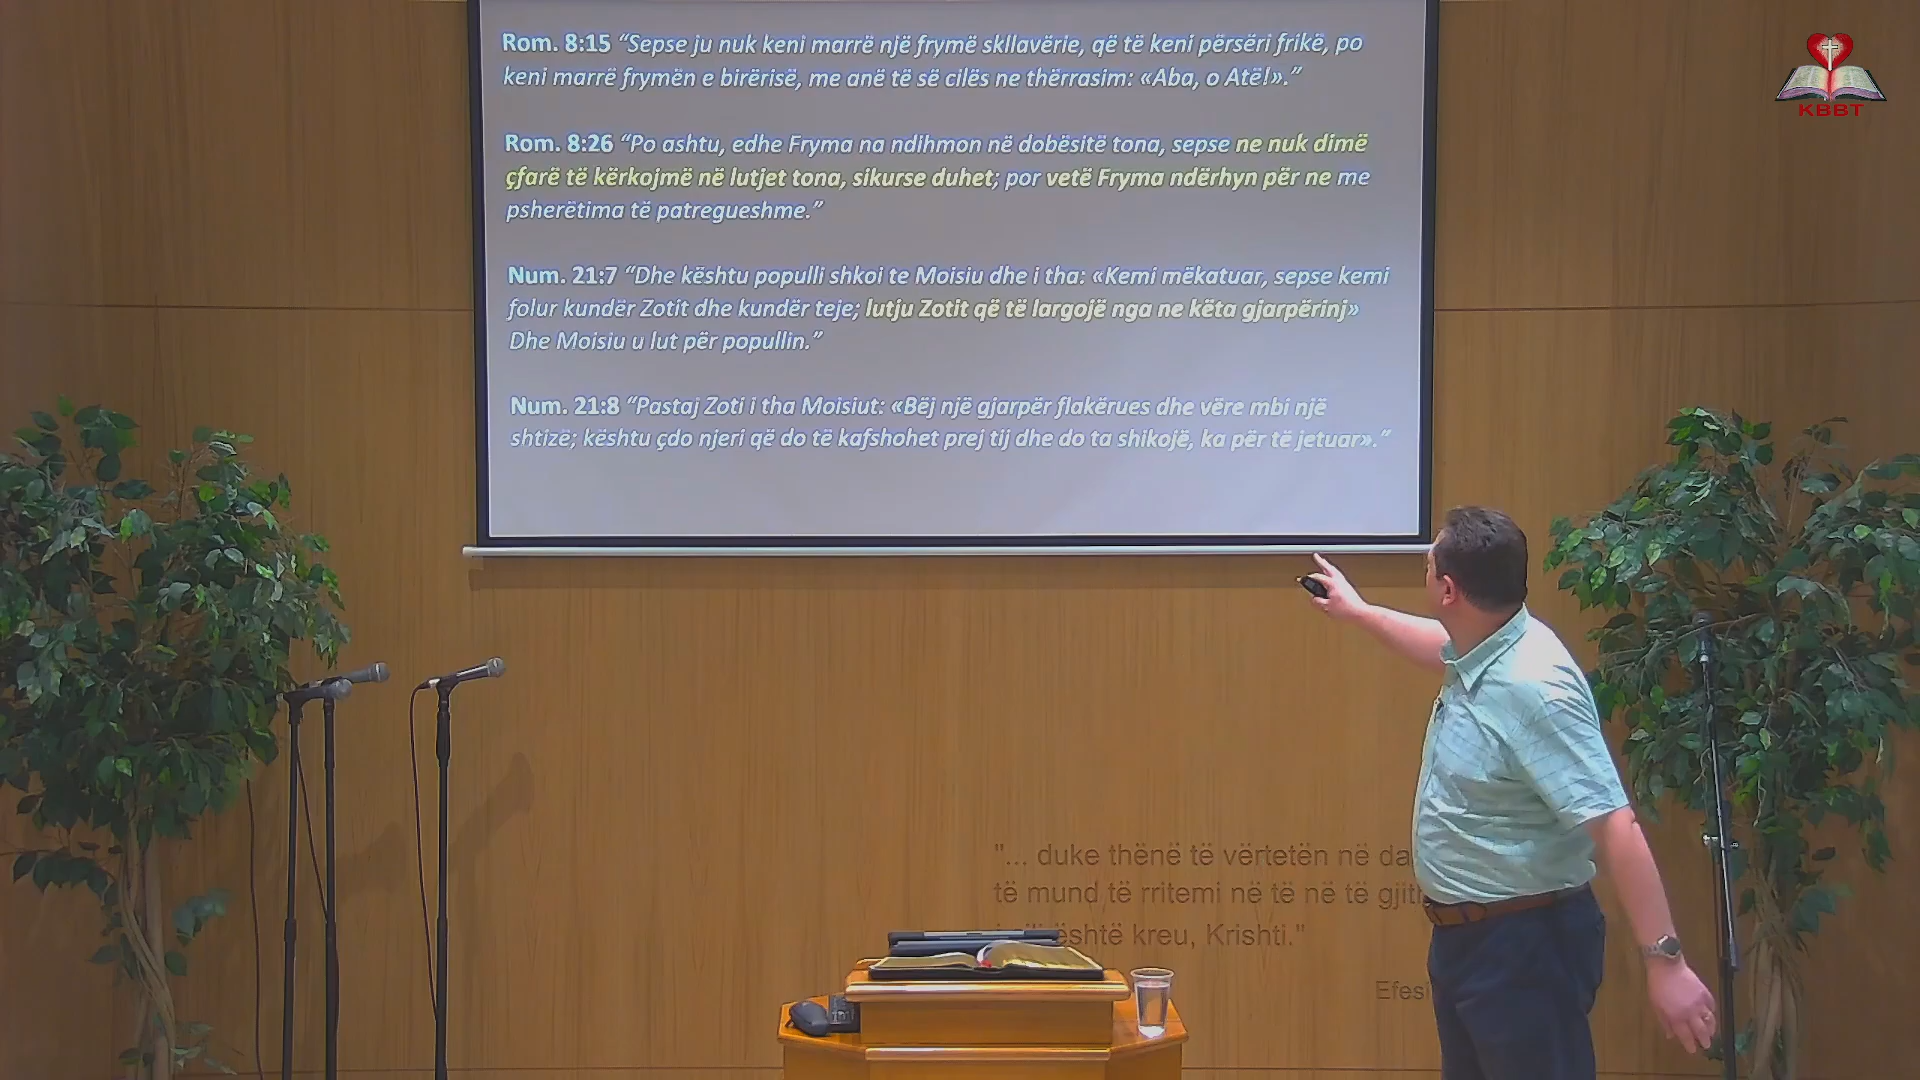 Rom. 8:15 “Sepse ju nuk keni marrë një frymë skllavërie, që të keni përsëri frikë, po
keni marrë frymën e birërisë, me anë të së cilës ne thërrasim: «Aba, o Atë!».”
Rom. 8:26 “Po ashtu, edhe Fryma na ndihmon në dobësitë tona, sepse ne nuk dimë
çfarë të kërkojmë në lutjet tona, sikurse duhet; por vetë Fryma ndërhyn për ne me
psherëtima të patregueshme.”
Num. 21:7 “Dhe kështu populli shkoi te Moisiu dhe i tha: «Kemi mëkatuar, sepse kemi
folur kundër Zotit dhe kundër teje; lutju Zotit që të largojë nga ne këta gjarpërinj»
Dhe Moisiu u lut për popullin.”
Num. 21:8 “Pastaj Zoti i tha Moisiut: «Bëj një gjarpër flakërues dhe vëre mbi një
shtizë; kështu çdo njeri që do të kafshohet prej tij dhe do ta shikojë, ka për të jetuar».”
KBBT
"... duke thënë të vërtetën në
të mund të rritemi në të në të
është kreu, Krishti."